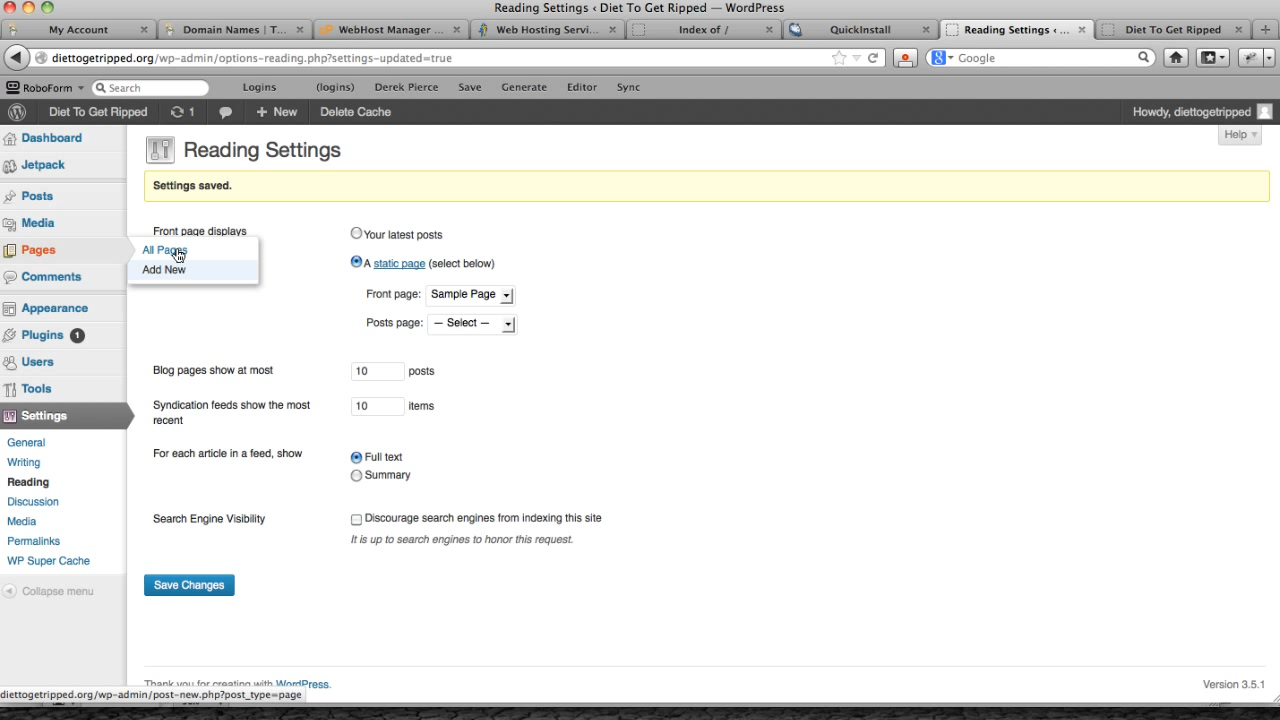 Reading Settings ‹ Diet To Get Ripped — WordPress
My Account
Domain Names | T...
WebHost Manager ...
Web Hosting Servi...
Index of /
QuickInstall
Reading Settings ‹ ...
Diet To Get Ripped
diettogetripped.org/wp-admin/options-reading.php?settings-updated=true
Google
RoboForm
Search
Logins
(logins)
Derek Pierce
Save
Generate
Editor
Sync
Diet To Get Ripped
1
+ New
Delete Cache
Howdy, diettogetripped
Help
Dashboard
Jetpack
Posts
Media
Pages
Comments
Appearance
Plugins 1
Users
Tools
Settings
General
Writing
Reading
Discussion
Media
Permalinks
WP Super Cache
Collapse menu
All Pages
Add New
Reading Settings
Settings saved.
Front page displays
Your latest posts
A static page (select below)
Front page: Sample Page
Posts page: — Select —
Blog pages show at most
10 posts
Syndication feeds show the most
recent
10 items
For each article in a feed, show
Full text
Summary
Search Engine Visibility
Discourage search engines from indexing this site
It is up to search engines to honor this request.
Save Changes
Thank you for creating with WordPress.
Version 3.5.1
diettogetripped.org/wp-admin/post-new.php?post_type=page